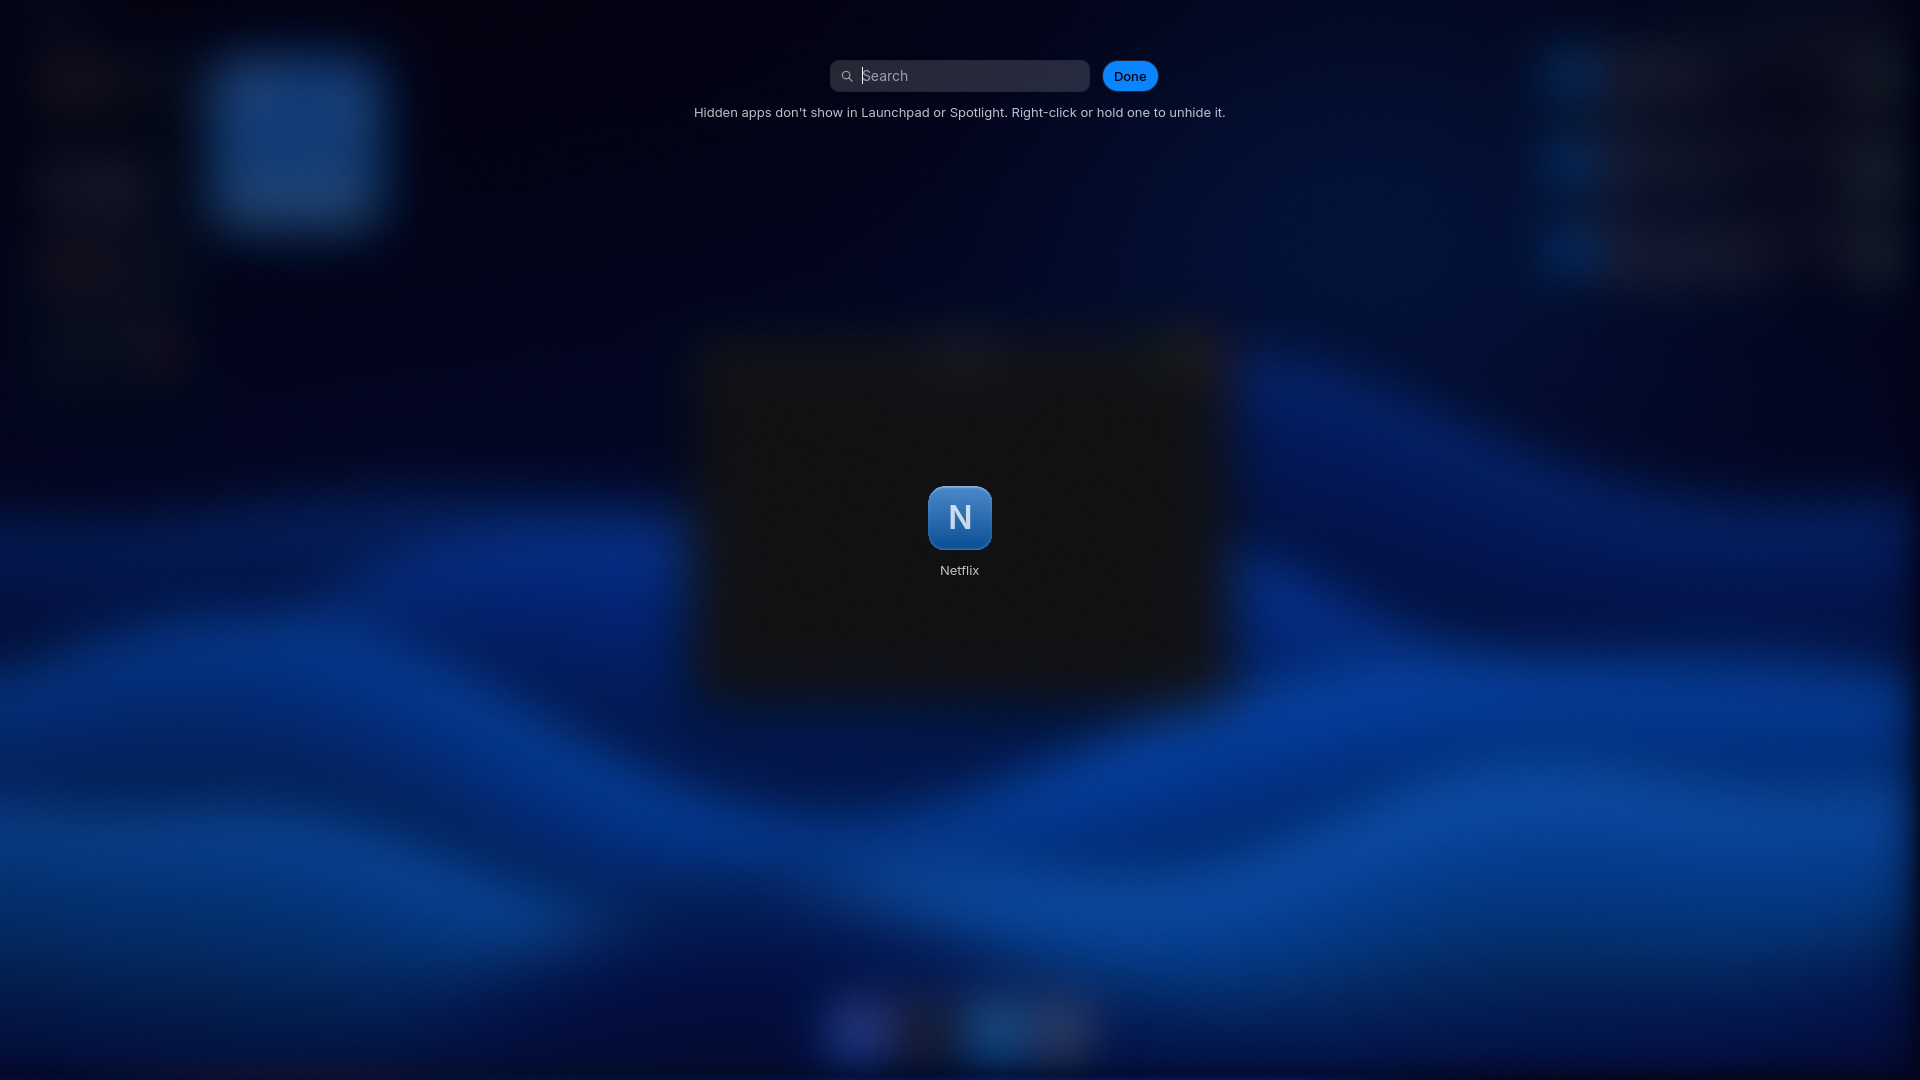 Search
Done
Hidden apps don't show in Launchpad or Spotlight. Right-click or hold one to unhide it.
N
Netflix